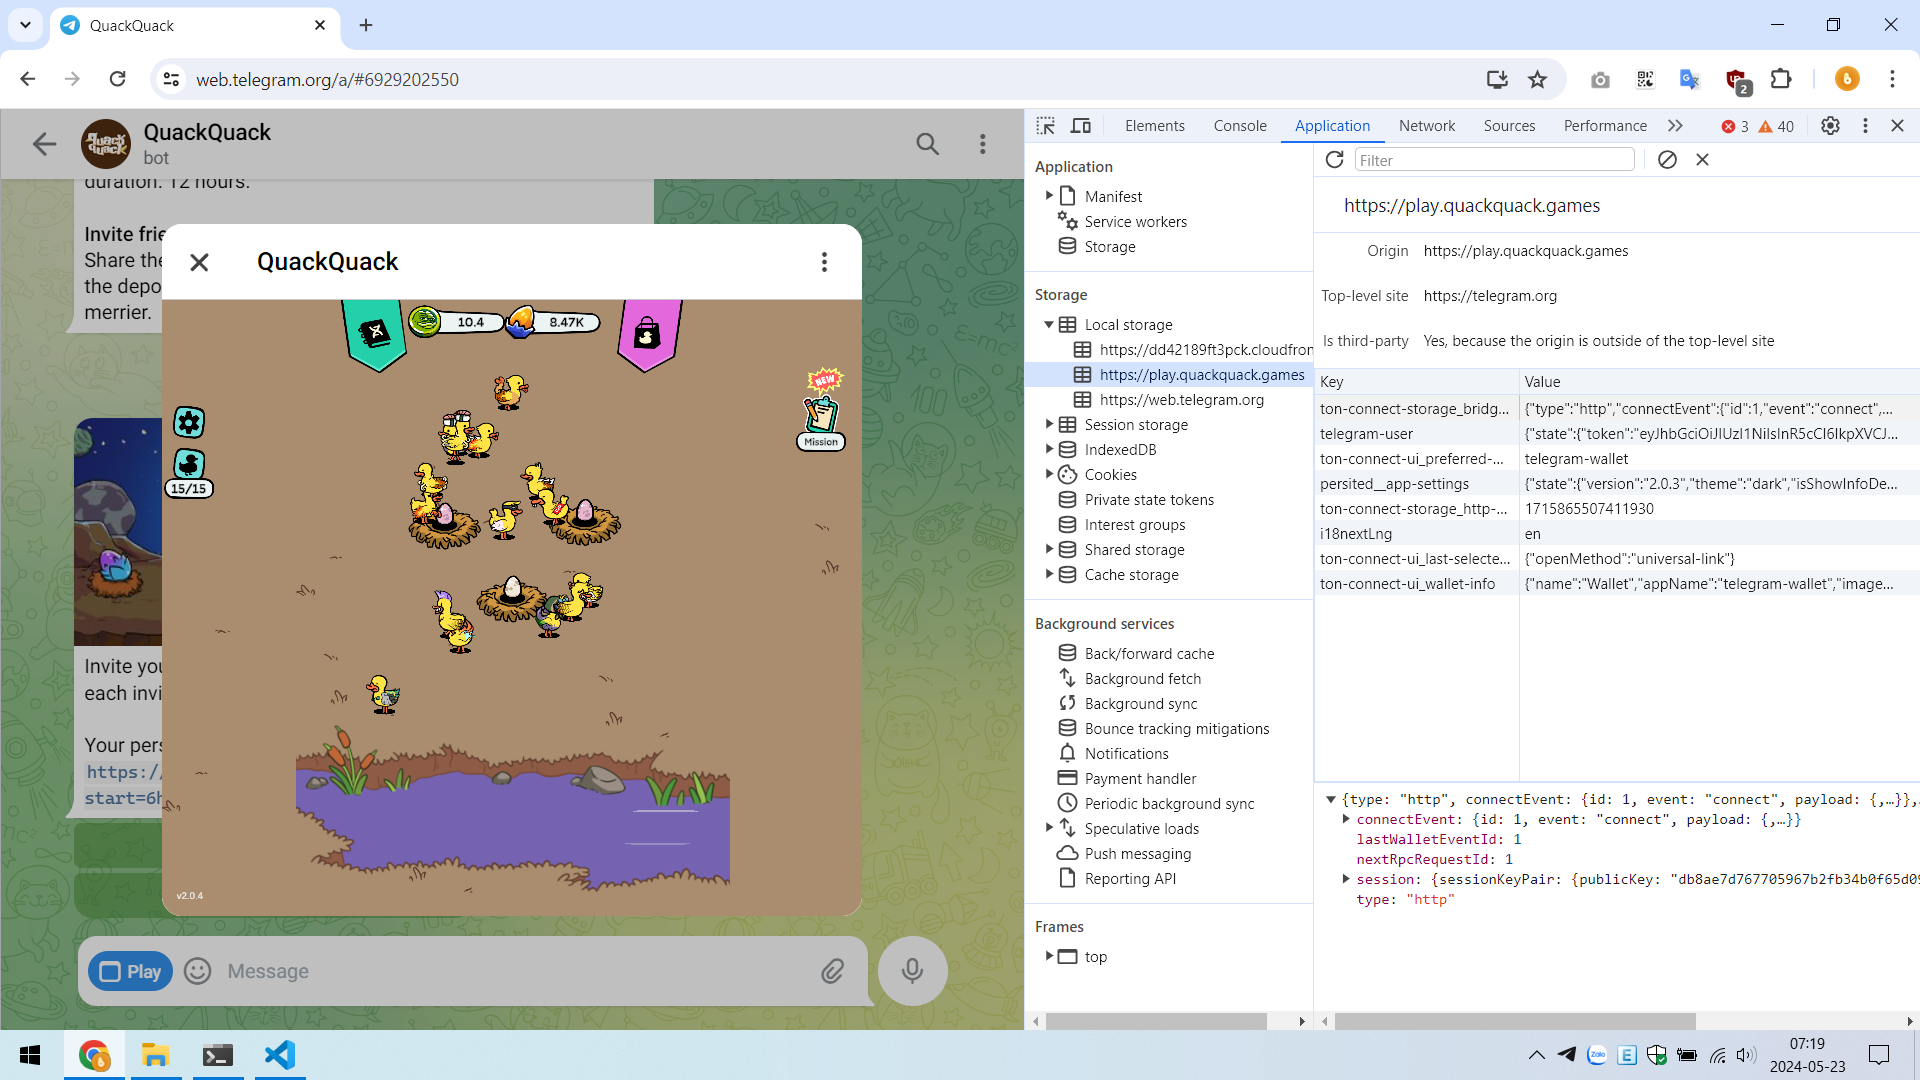 QuackQuack
web.telegram.org/a/#6929202550
2
QuackQuack
bot
duration: 12 hours.
Invite frie
Share the
the depo
merrier.
QuackQuack
10.4
8.47K
NEW
Mission
15/15
Invite you
each invi
Your pers
https:/
start=6h
v2.0.4
Play
Message
Elements
Console
Application
Network
Sources
Performance
3
40
Application
Manifest
Service workers
Storage
Storage
Local storage
https://dd42189ft3pck.cloudfron
https://play.quackquack.games
https://web.telegram.org
Session storage
IndexedDB
Cookies
Private state tokens
Interest groups
Shared storage
Cache storage
Background services
Back/forward cache
Background fetch
Background sync
Bounce tracking mitigations
Notifications
Payment handler
Periodic background sync
Speculative loads
Push messaging
Reporting API
Frames
top
Filter
https://play.quackquack.games
Origin https://play.quackquack.games
Top-level site https://telegram.org
Is third-party Yes, because the origin is outside of the top-level site
Key Value
ton-connect-storage_bridg... {"type":"http","connectEvent":{"id":1,"event":"connect",...
telegram-user {"state":{"token":"eyJhbGciOiJIUzI1NiIsInR5cCI6IkpXVCJ...
ton-connect-ui_preferred-... telegram-wallet
persited__app-settings {"state":{"version":"2.0.3","theme":"dark","isShowInfoDe...
ton-connect-storage_http-... 1715865507411930
i18nextLng en
ton-connect-ui_last-selecte... {"openMethod":"universal-link"}
ton-connect-ui_wallet-info {"name":"Wallet","appName":"telegram-wallet","image...
{type: "http", connectEvent: {id: 1, event: "connect", payload: {,…}},…
connectEvent: {id: 1, event: "connect", payload: {,…}}
lastWalletEventId: 1
nextRpcRequestId: 1
session: {sessionKeyPair: {publicKey: "db8ae7d767705967b2fb34b0f65d09
type: "http"
Zalo
E
07:19
2024-05-23